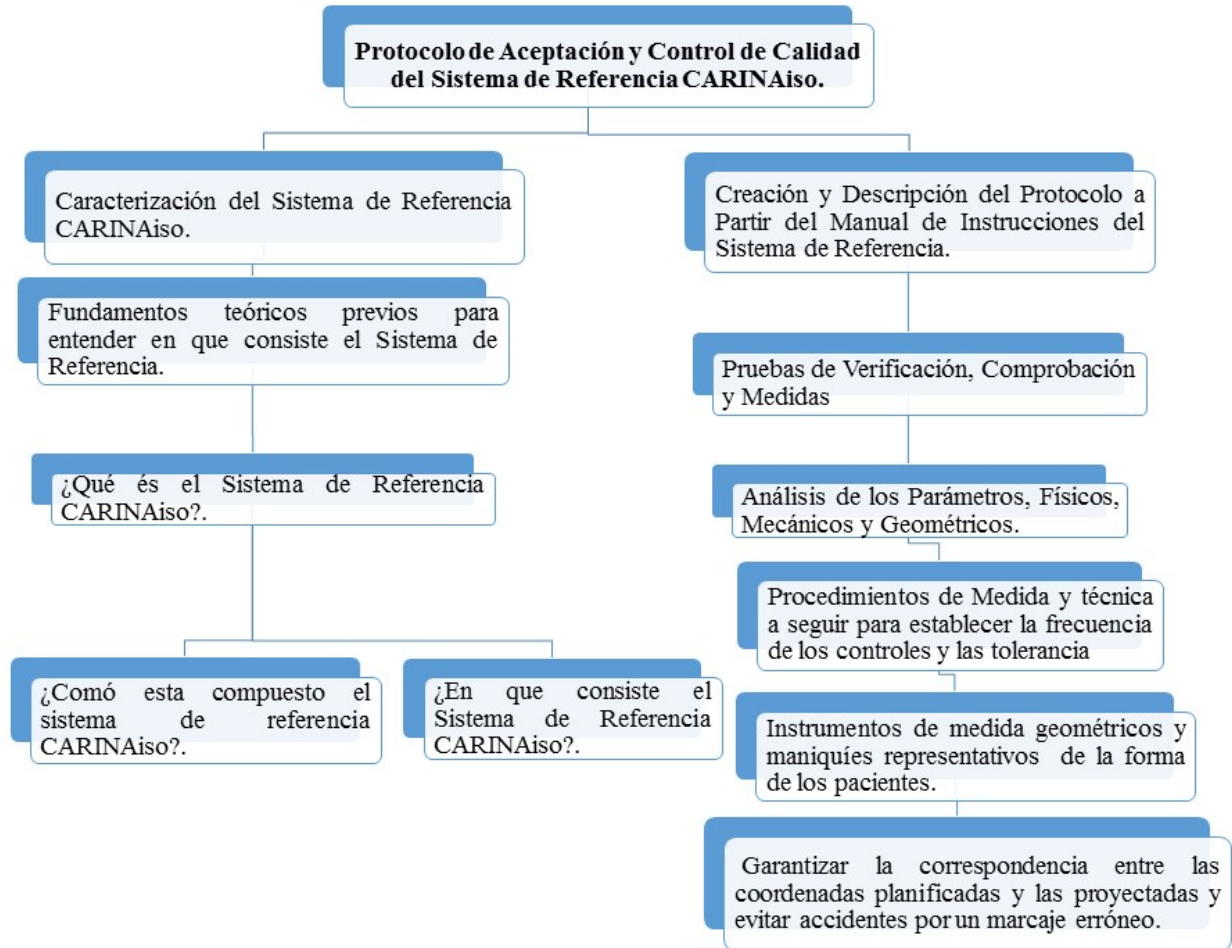 Protocolo de Aceptación y Control de Calidad
del Sistema de Referencia CARINAiso.
Caracterización del Sistema de Referencia
CARINAiso.
Fundamentos teóricos previos para
entender en que consiste el Sistema de
Referencia.
¿Qué és el Sistema de Referencia
CARINAiso?.
¿Comó esta compuesto el
sistema de referencia
CARINAiso?.
¿En que consiste el
Sistema de Referencia
CARINAiso?.
Creación y Descripción del Protocolo a
Partir del Manual de Instrucciones del
Sistema de Referencia.
Pruebas de Verificación, Comprobación
y Medidas
Análisis de los Parámetros, Físicos,
Mecánicos y Geométricos.
Procedimientos de Medida y técnica
a seguir para establecer la frecuencia
de los controles y las tolerancia
Instrumentos de medida geométricos y
maniquíes representativos de la forma
de los pacientes.
Garantizar la correspondencia entre las
coordenadas planificadas y las proyectadas y
evitar accidentes por un marcaje erróneo.